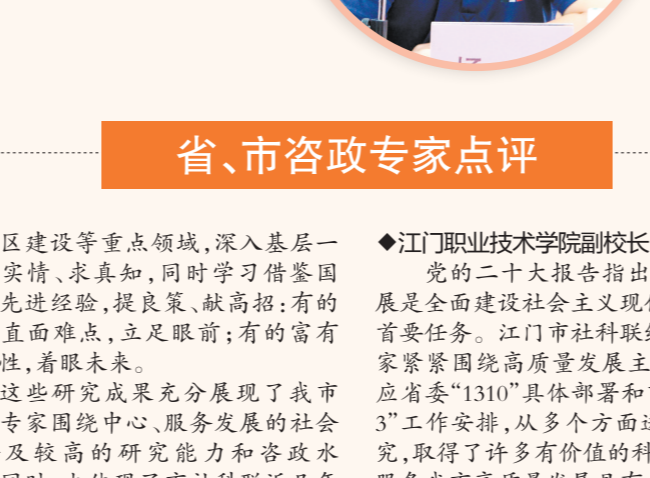 省、市咨政专家点评
区建设等重点领域，深入基层一
实情、求真知，同时学习借鉴国
先进经验，提良策、献高招：有的
直面难点，立足眼前；有的富有
性，着眼未来。
这些研究成果充分展现了我市
专家围绕中心、服务发展的社会
及较高的研究能力和咨政水
◆江门职业技术学院副校长
党的二十大报告指出
展是全面建设社会主义现代
首要任务。江门市社科联
家紧紧围绕高质量发展主
应省委“1310”具体部署和
3”工作安排，从多个方面
究，取得了许多有价值的科